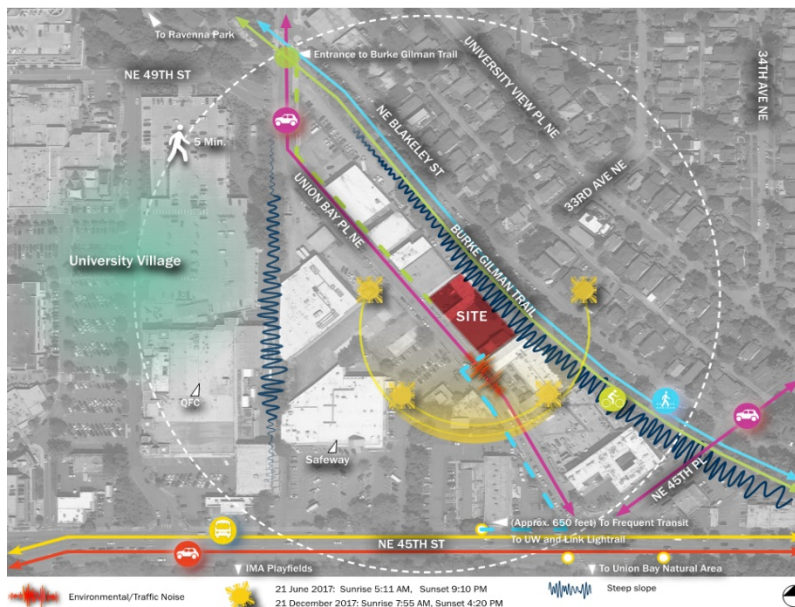 To Ravenna Park
Entrance to Burke Gilman Trail
NE 49TH ST
UNIVERSITY VIEW PL NE
34TH AVE NE
NE BLAKELEY ST
5 Min.
33RD AVE NE
UNION BAY PL NE
University Village
BURKE GILMAN TRAIL
SITE
QFC
Safeway
NE 45TH PL
(Approx. 650 feet) To Frequent Transit
To UW and Link Lightrail
NE 45TH ST
IMA Playfields
To Union Bay Natural Area
Environmental/Traffic Noise
21 June 2017: Sunrise 5:11 AM, Sunset 9:10 PM
21 December 2017: Sunrise 7:55 AM, Sunset 4:20 PM
Steep slope